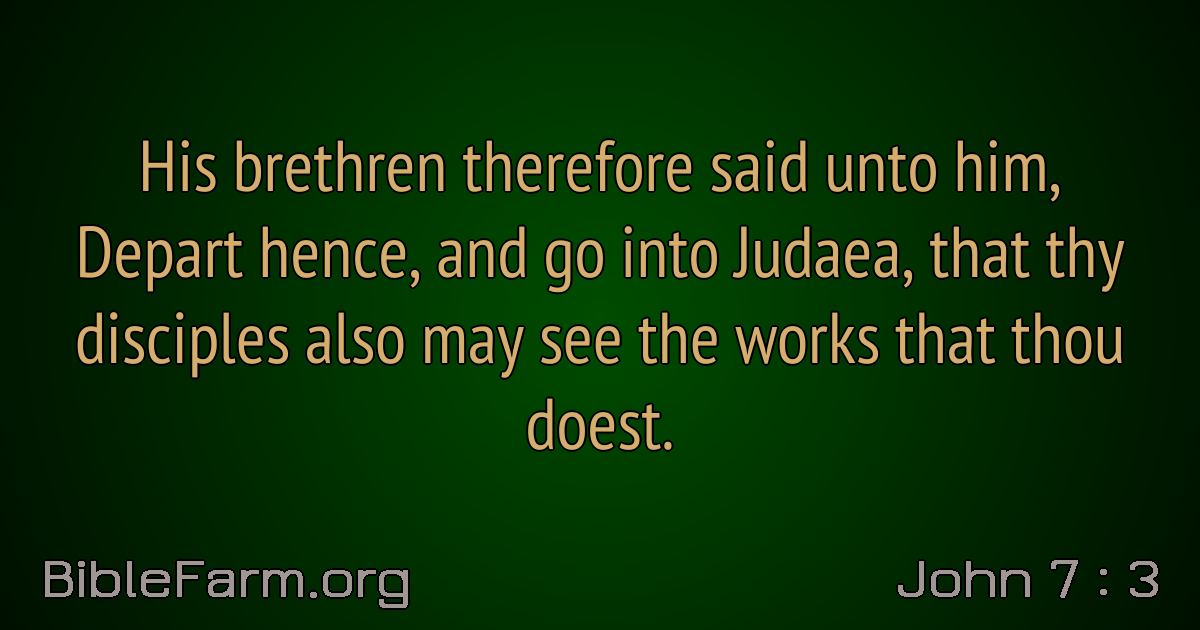 His brethren therefore said unto him,
Depart hence, and go into Judaea, that thy
disciples also may see the works that thou
doest.
BibleFarm.org
John 7 : 3